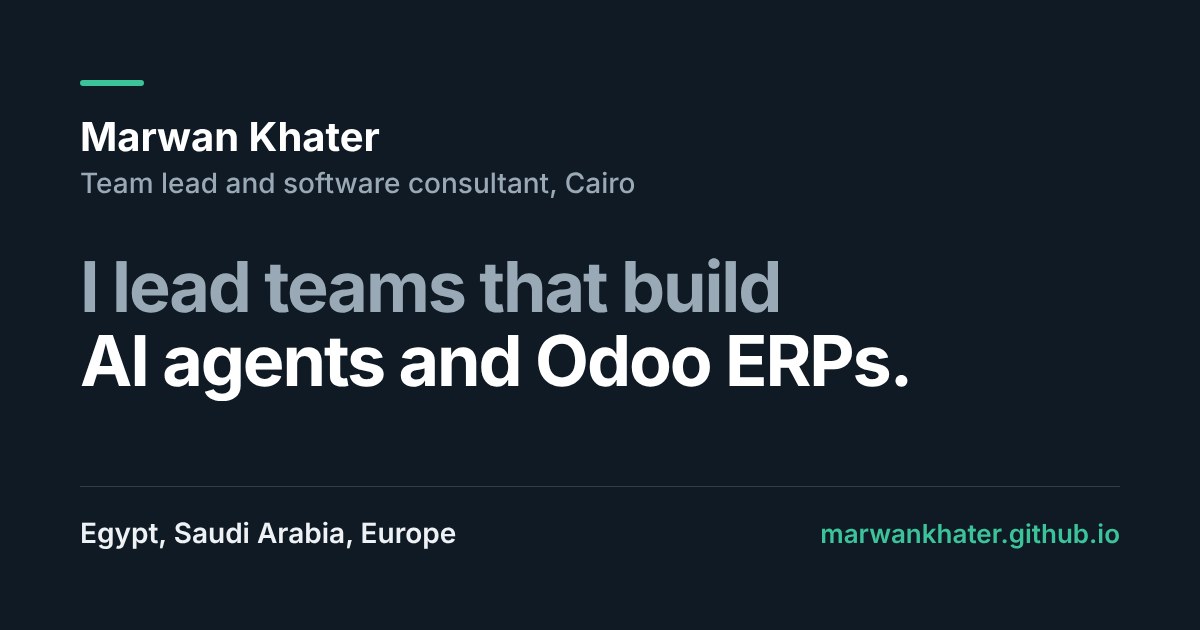 Marwan Khater
Team lead and software consultant, Cairo
I lead teams that build
AI agents and Odoo ERPs.
Egypt, Saudi Arabia, Europe
marwankhater.github.io